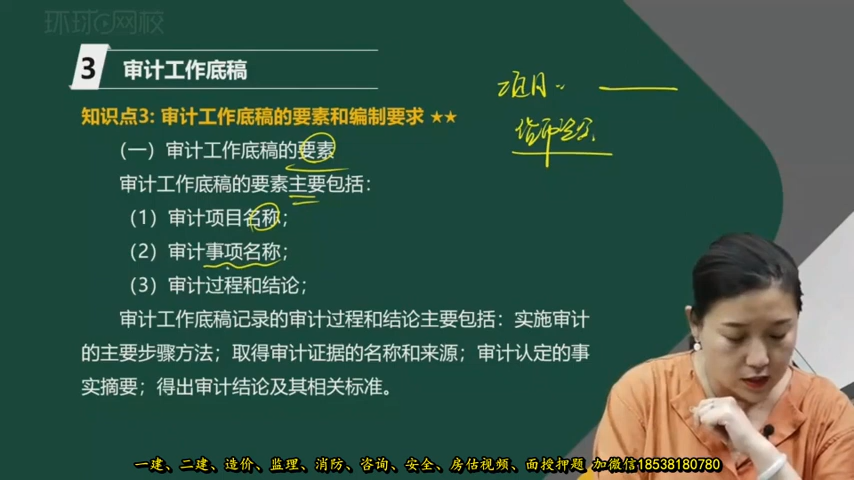 环球网校
3 审计工作底稿
项目：
货币资金
知识点3: 审计工作底稿的要素和编制要求 ★★
（一）审计工作底稿的要素
审计工作底稿的要素主要包括：
（1）审计项目名称；
（2）审计事项名称；
（3）审计过程和结论；
审计工作底稿记录的审计过程和结论主要包括：实施审计
的主要步骤方法；取得审计证据的名称和来源；审计认定的事
实摘要；得出审计结论及其相关标准。
一建、二建、造价、监理、消防、咨询、安全、房估视频、面授押题 加微信18538180780